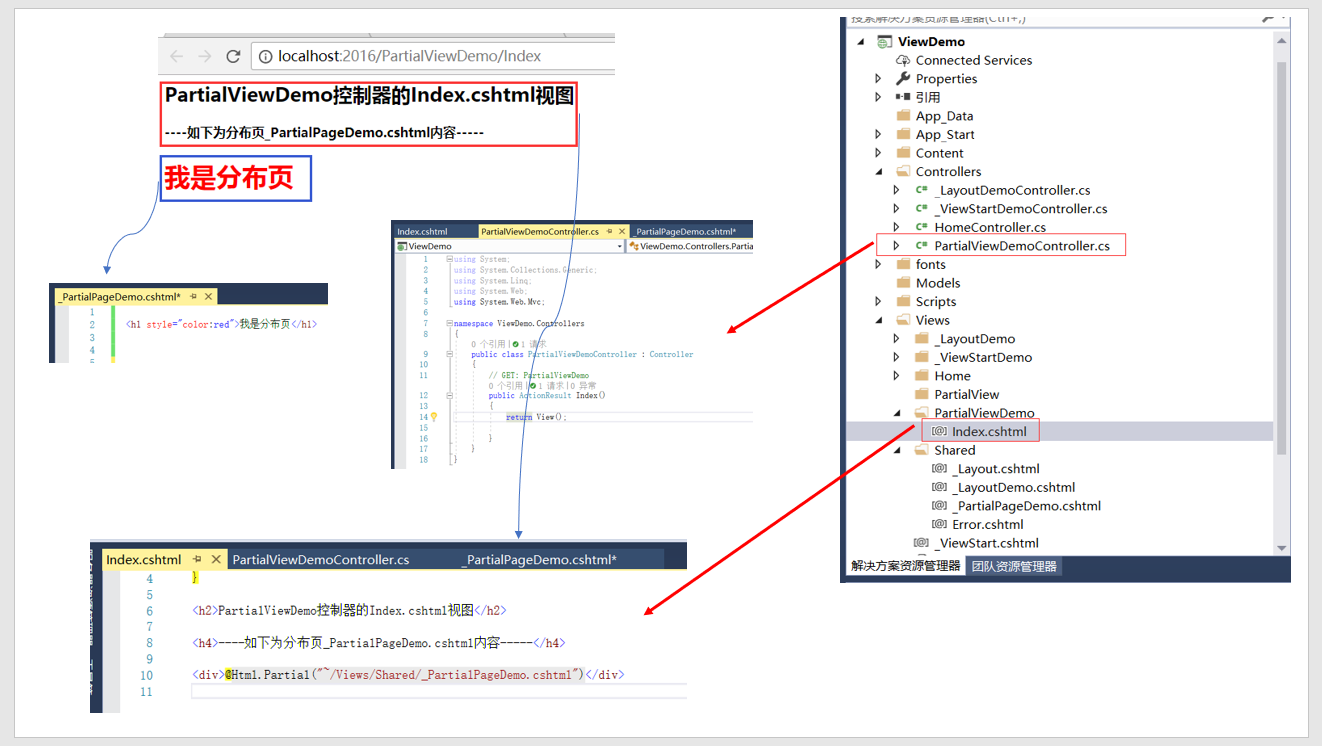 localhost:2016/PartialViewDemo/Index
PartialViewDemo控制器的Index.cshtml视图
----如下为分布页_PartialPageDemo.cshtml内容-----
我是分布页
_PartialPageDemo.cshtml*
1
2 <h1 style="color:red">我是分布页</h1>
3
4
Index.cshtml PartialViewDemoController.cs _PartialPageDemo.cshtml*
ViewDemo ViewDemo.Controllers.Partia
1 using System;
2 using System.Collections.Generic;
3 using System.Linq;
4 using System.Web;
5 using System.Web.Mvc;
6
7 namespace ViewDemo.Controllers
8 {
0 个引用 | 1 请求
9 public class PartialViewDemoController : Controller
10 {
11 // GET: PartialViewDemo
0 个引用 | 1 请求 | 0 异常
12 public ActionResult Index()
13 {
14 return View();
15
16 }
17 }
18 }
Index.cshtml PartialViewDemoController.cs _PartialPageDemo.cshtml*
4 }
5
6 <h2>PartialViewDemo控制器的Index.cshtml视图</h2>
7
8 <h4>----如下为分布页_PartialPageDemo.cshtml内容-----</h4>
9
10 <div>@Html.Partial("~/Views/Shared/_PartialPageDemo.cshtml")</div>
11
搜索解决方案资源管理器(Ctrl+;)
ViewDemo
Connected Services
Properties
引用
App_Data
App_Start
Content
Controllers
C# _LayoutDemoController.cs
C# _ViewStartDemoController.cs
C# HomeController.cs
C# PartialViewDemoController.cs
fonts
Models
Scripts
Views
_LayoutDemo
_ViewStartDemo
Home
PartialView
PartialViewDemo
[@] Index.cshtml
Shared
[@] _Layout.cshtml
[@] _LayoutDemo.cshtml
[@] _PartialPageDemo.cshtml
[@] Error.cshtml
[@] _ViewStart.cshtml
解决方案资源管理器 团队资源管理器